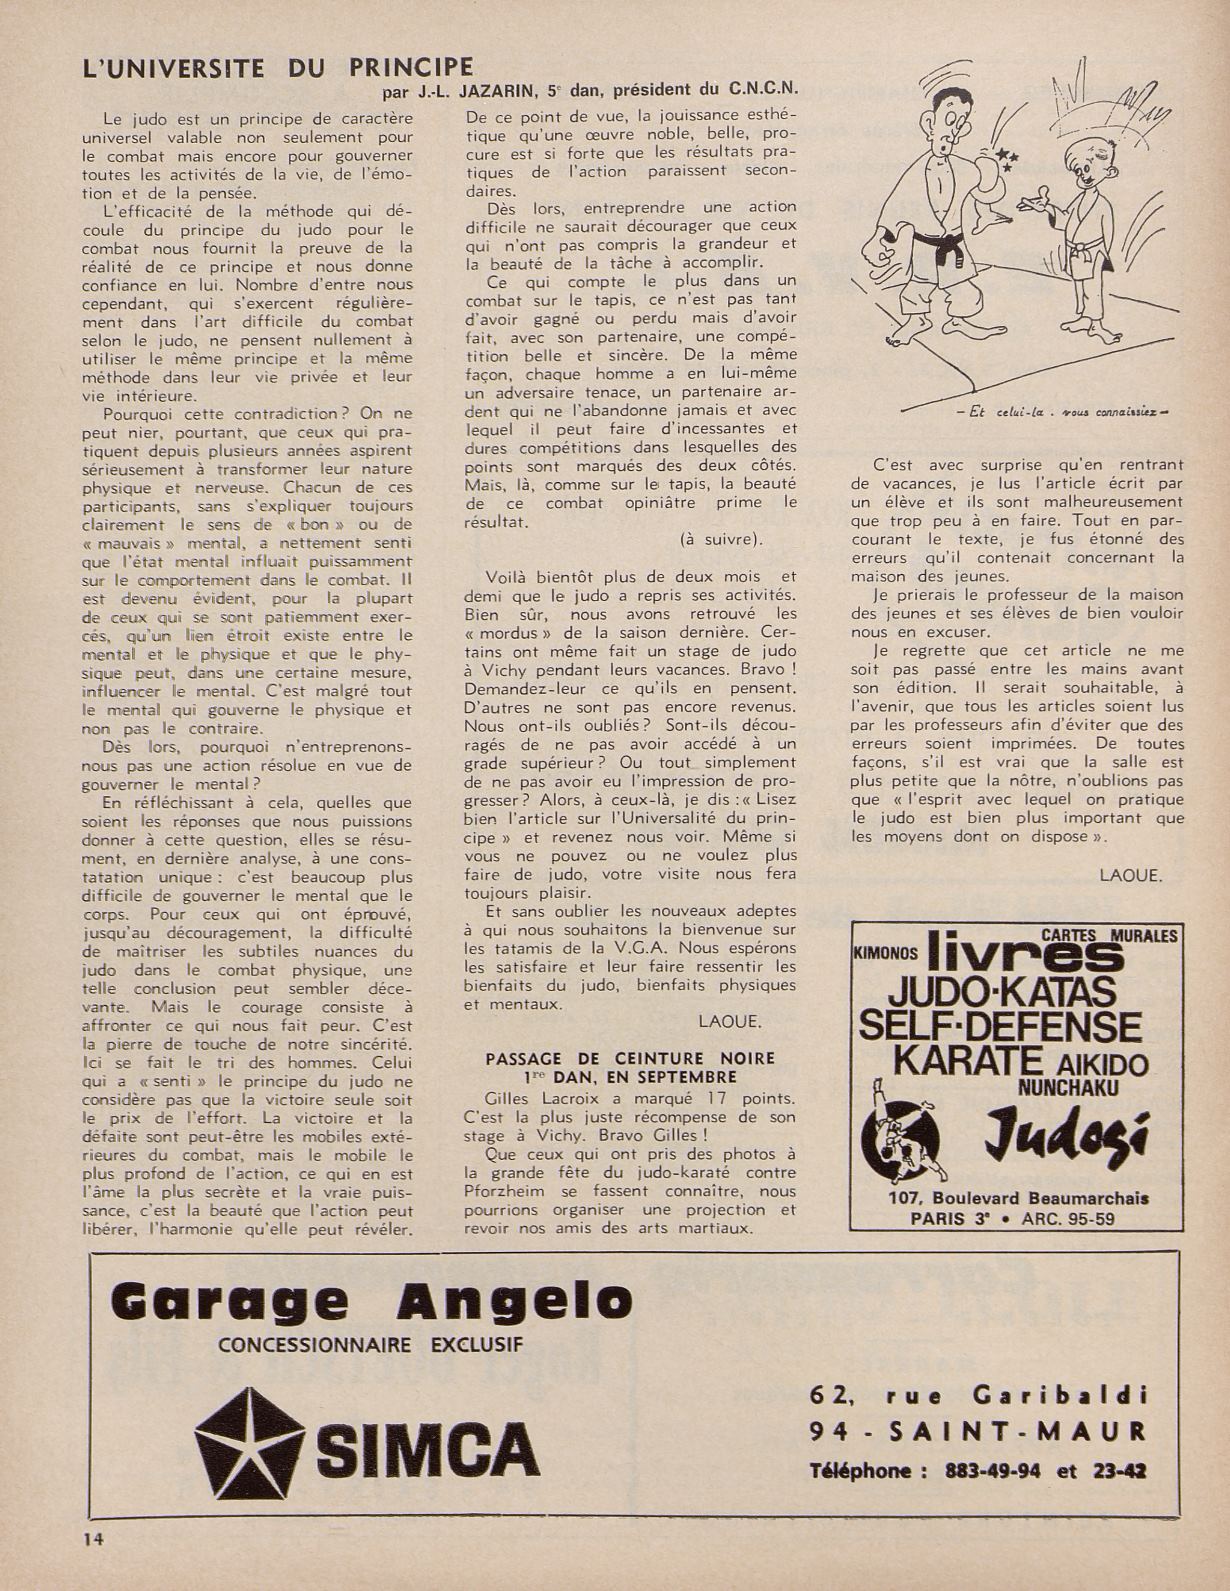 L'UNIVERSITE DU PRINCIPE
par J.-L. JAZARIN, 5e dan, président du C.N.C.N.
Le judo est un principe de caractère
universel valable non seulement pour
le combat mais encore pour gouverner
toutes les activités de la vie, de l'émo-
tion et de la pensée.
L'efficacité de la méthode qui dé-
coule du principe du judo pour le
combat nous fournit la preuve de la
réalité de ce principe et nous donne
confiance en lui. Nombre d'entre nous
cependant, qui s'exercent régulière-
ment dans l'art difficile du combat
selon le judo, ne pensent nullement à
utiliser le même principe et la même
méthode dans leur vie privée et leur
vie intérieure.
Pourquoi cette contradiction ? On ne
peut nier, pourtant, que ceux qui pra-
tiquent depuis plusieurs années aspirent
sérieusement à transformer leur nature
physique et nerveuse. Chacun de ces
participants, sans s'expliquer toujours
clairement le sens de « bon » ou de
« mauvais » mental, a nettement senti
que l'état mental influait puissamment
sur le comportement dans le combat. Il
est devenu évident, pour la plupart
de ceux qui se sont patiemment exer-
cés, qu'un lien étroit existe entre le
mental et le physique et que le phy-
sique peut, dans une certaine mesure,
influencer le mental. C'est malgré tout
le mental qui gouverne le physique et
non pas le contraire.
Dès lors, pourquoi n'entreprenons-
nous pas une action résolue en vue de
gouverner le mental ?
En réfléchissant à cela, quelles que
soient les réponses que nous puissions
donner à cette question, elles se résu-
ment, en dernière analyse, à une cons-
tatation unique : c'est beaucoup plus
difficile de gouverner le mental que le
corps. Pour ceux qui ont éprouvé,
jusqu'au découragement, la difficulté
de maîtriser les subtiles nuances du
judo dans le combat physique, une
telle conclusion peut sembler déce-
vante. Mais le courage consiste à
affronter ce qui nous fait peur. C'est
la pierre de touche de notre sincérité.
Ici se fait le tri des hommes. Celui
qui a « senti » le principe du judo ne
considère pas que la victoire seule soit
le prix de l'effort. La victoire et la
défaite sont peut-être les mobiles exté-
rieures du combat, mais le mobile le
plus profond de l'action, ce qui en est
l'âme la plus secrète et la vraie puis-
sance, c'est la beauté que l'action peut
libérer, l'harmonie qu'elle peut révéler.
De ce point de vue, la jouissance esthé-
tique qu'une œuvre noble, belle, pro-
cure est si forte que les résultats pra-
tiques de l'action paraissent secon-
daires.
Dès lors, entreprendre une action
difficile ne saurait décourager que ceux
qui n'ont pas compris la grandeur et
la beauté de la tâche à accomplir.
Ce qui compte le plus dans un
combat sur le tapis, ce n'est pas tant
d'avoir gagné ou perdu mais d'avoir
fait, avec son partenaire, une compé-
tition belle et sincère. De la même
façon, chaque homme a en lui-même
un adversaire tenace, un partenaire ar-
dent qui ne l'abandonne jamais et avec
lequel il peut faire d'incessantes et
dures compétitions dans lesquelles des
points sont marqués des deux côtés.
Mais, là, comme sur le tapis, la beauté
de ce combat opiniâtre prime le
résultat.
(à suivre).
Voilà bientôt plus de deux mois et
demi que le judo a repris ses activités.
Bien sûr, nous avons retrouvé les
« mordus » de la saison dernière. Cer-
tains ont même fait un stage de judo
à Vichy pendant leurs vacances. Bravo !
Demandez-leur ce qu'ils en pensent.
D'autres ne sont pas encore revenus.
Nous ont-ils oubliés ? Sont-ils décou-
ragés de ne pas avoir accédé à un
grade supérieur ? Ou tout simplement
de ne pas avoir eu l'impression de pro-
gresser ? Alors, à ceux-là, je dis : « Lisez
bien l'article sur l'Universalité du prin-
cipe » et revenez nous voir. Même si
vous ne pouvez ou ne voulez plus
faire de judo, votre visite nous fera
toujours plaisir.
Et sans oublier les nouveaux adeptes
à qui nous souhaitons la bienvenue sur
les tatamis de la V.G.A. Nous espérons
les satisfaire et leur faire ressentir les
bienfaits du judo, bienfaits physiques
et mentaux.
LAOUE.
PASSAGE DE CEINTURE NOIRE
1re DAN, EN SEPTEMBRE
Gilles Lacroix a marqué 17 points.
C'est la plus juste récompense de son
stage à Vichy. Bravo Gilles !
Que ceux qui ont pris des photos à
la grande fête du judo-karaté contre
Pforzheim se fassent connaître, nous
pourrions organiser une projection et
revoir nos amis des arts martiaux.
- Et celui-la . vous connaissiez -
C'est avec surprise qu'en rentrant
de vacances, je lus l'article écrit par
un élève et ils sont malheureusement
que trop peu à en faire. Tout en par-
courant le texte, je fus étonné des
erreurs qu'il contenait concernant la
maison des jeunes.
Je prierais le professeur de la maison
des jeunes et ses élèves de bien vouloir
nous en excuser.
Je regrette que cet article ne me
soit pas passé entre les mains avant
son édition. Il serait souhaitable, à
l'avenir, que tous les articles soient lus
par les professeurs afin d'éviter que des
erreurs soient imprimées. De toutes
façons, s'il est vrai que la salle est
plus petite que la nôtre, n'oublions pas
que « l'esprit avec lequel on pratique
le judo est bien plus important que
les moyens dont on dispose ».
LAOUE.
KIMONOS livres CARTES MURALES
JUDO·KATAS
SELF·DEFENSE
KARATE AIKIDO
NUNCHAKU
Judogi
107, Boulevard Beaumarchais
PARIS 3e • ARC. 95-59
Garage Angelo
CONCESSIONNAIRE EXCLUSIF
SIMCA
62, rue Garibaldi
94 - SAINT-MAUR
Téléphone : 883-49-94 et 23-42
14